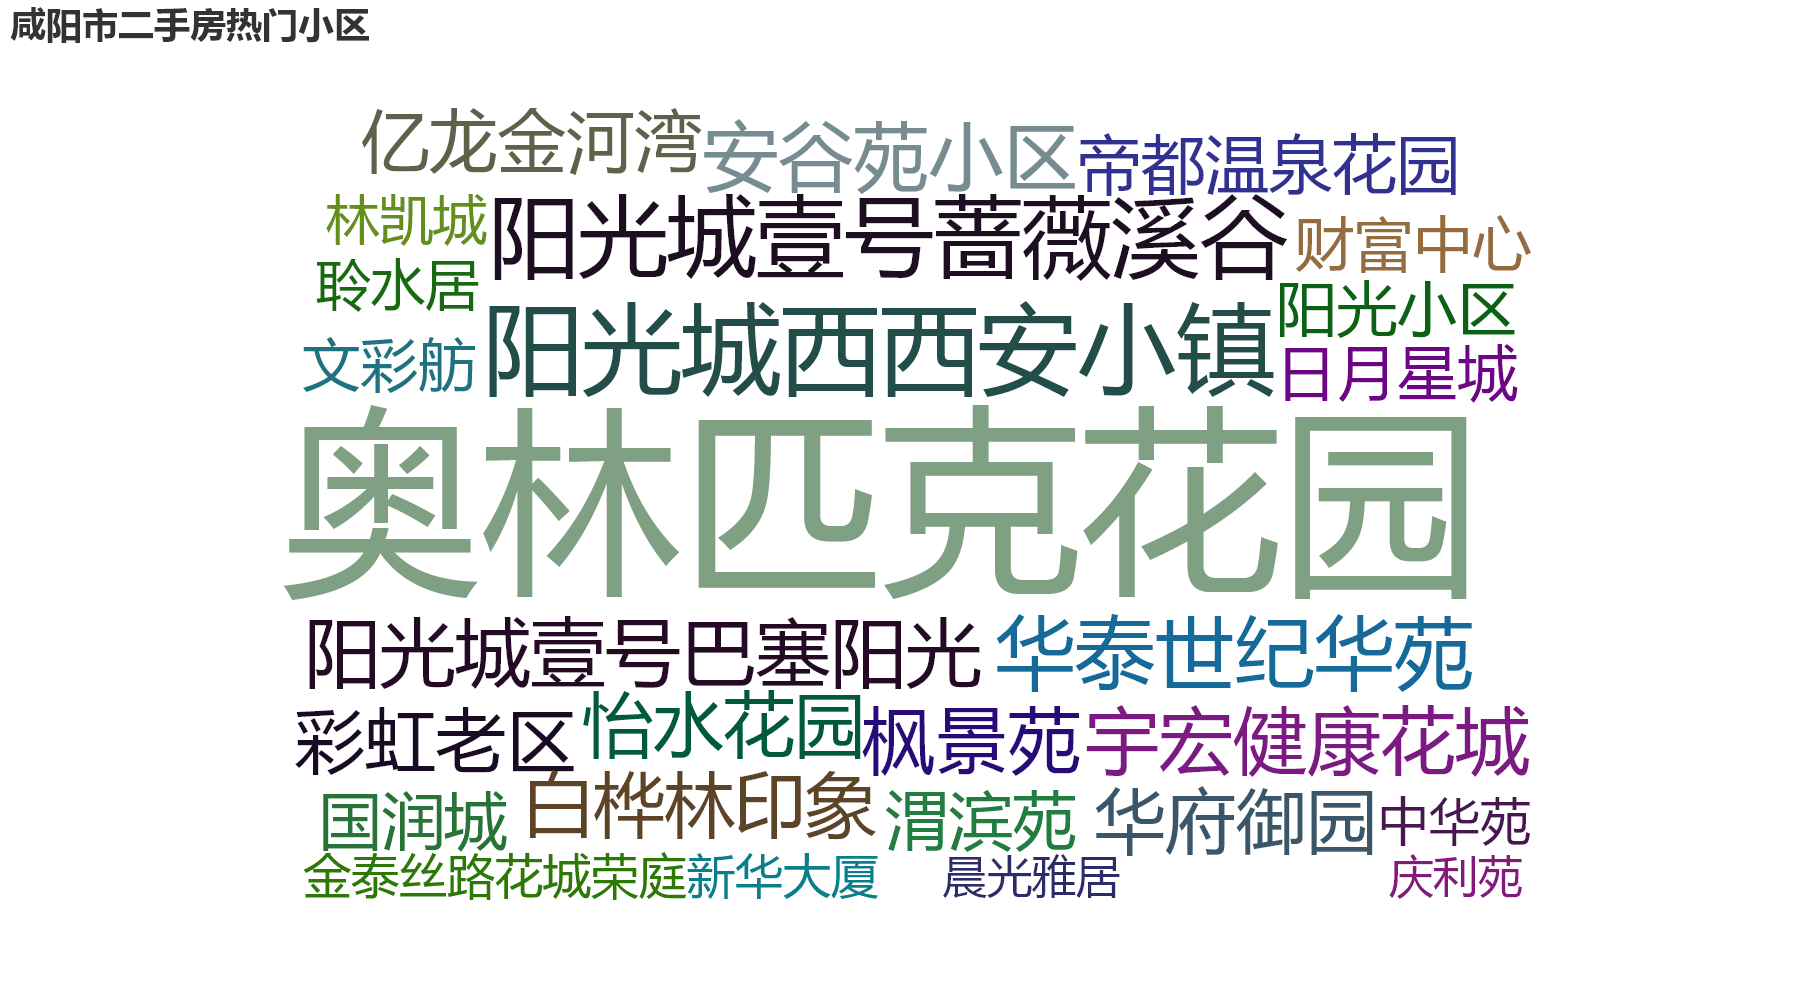 咸阳市二手房热门小区
亿龙金河湾
安谷苑小区
帝都温泉花园
林凯城
阳光城壹号蔷薇溪谷
财富中心
聆水居
阳光小区
阳光城西西安小镇
文彩舫
日月星城
奥林匹克花园
阳光城壹号巴塞阳光
华泰世纪华苑
彩虹老区
怡水花园
枫景苑
宇宏健康花城
国润城
白桦林印象
渭滨苑
华府御园
中华苑
金泰丝路花城荣庭
新华大厦
晨光雅居
庆利苑